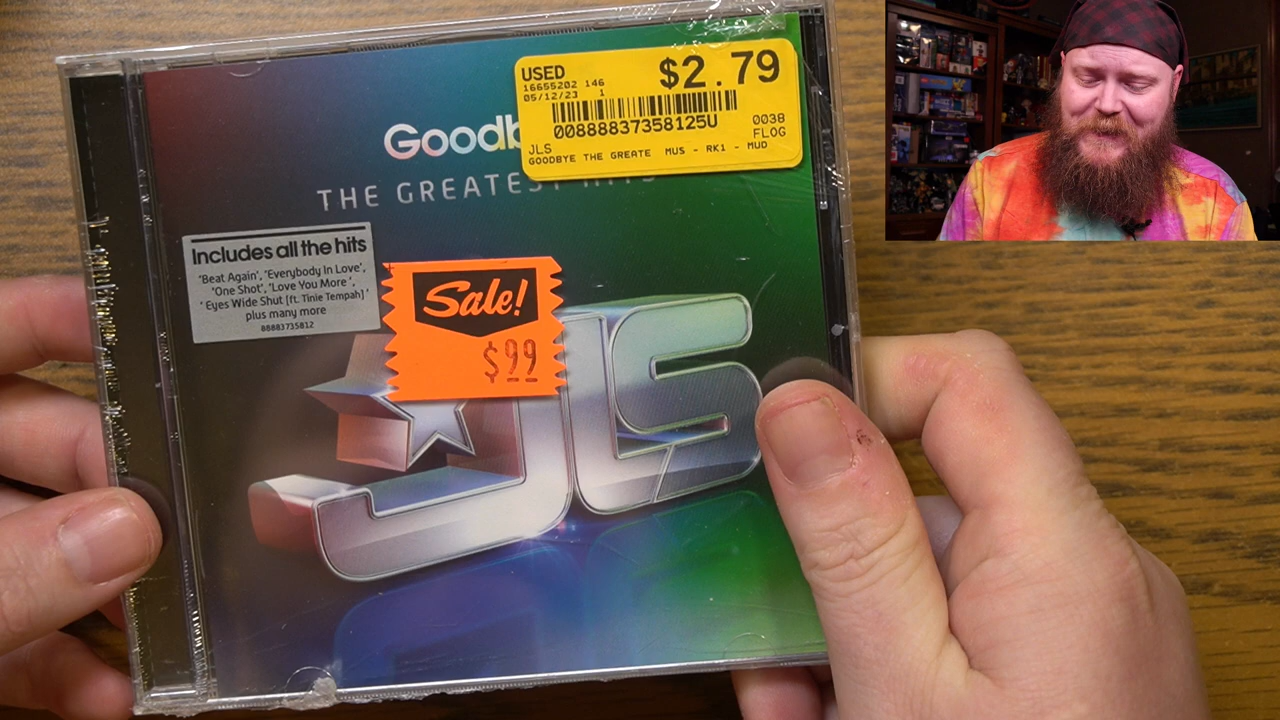 USED
$2.79
16655202 146
05/12/23 1
00888837358125U
0038
FLOG
JLS
GOODBYE THE GREATE MUS - RK1 - MUD
Goodb
THE GREATEST HITS
Includes all the hits
'Beat Again', 'Everybody In Love',
'One Shot', 'Love You More',
'Eyes Wide Shut [ft. Tinie Tempah]'
plus many more
88883735812
Sale!
$99
JLS